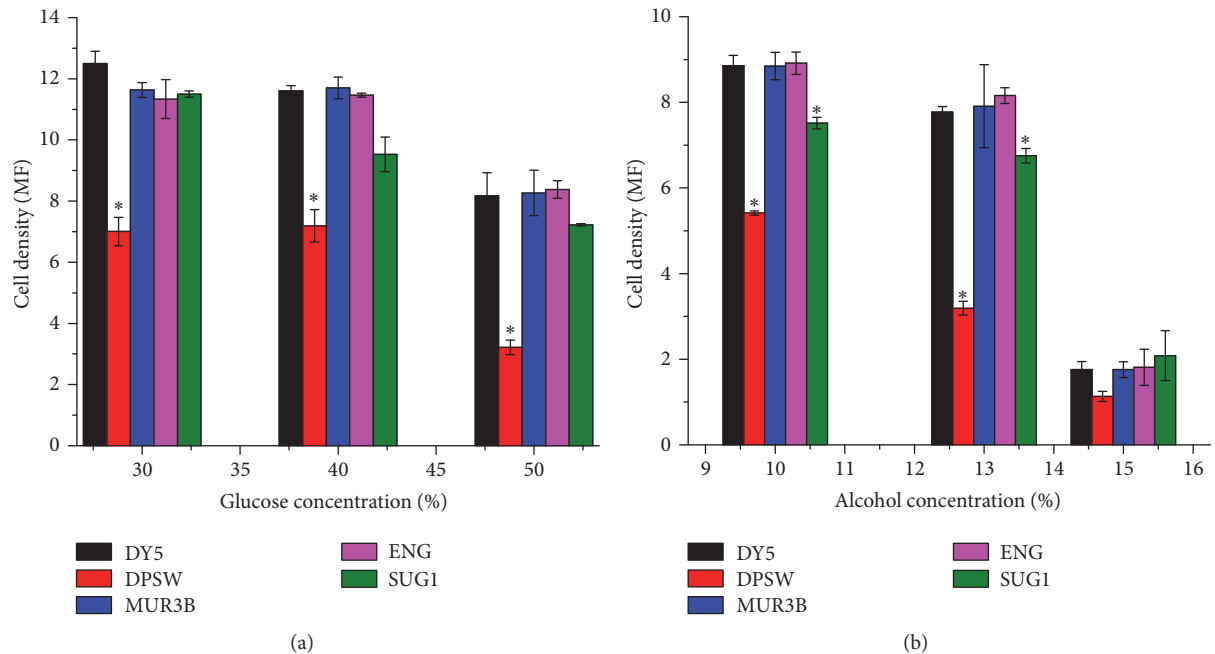 14
12
10
8
6
4
2
0
Cell density (MF)
*
*
*
30 35 40 45 50
Glucose concentration (%)
DY5
DPSW
MUR3B
ENG
SUG1
(a)
10
8
6
4
2
0
Cell density (MF)
*
*
*
*
9 10 11 12 13 14 15 16
Alcohol concentration (%)
DY5
DPSW
MUR3B
ENG
SUG1
(b)